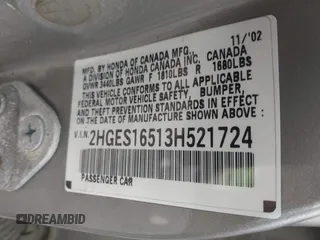 11/'02
MFD. BY HONDA OF CANADA MFG.
A DIVISION OF HONDA CANADA INC. CANADA
GVWR 3440LBS GAWR F 1810LBS R 1680LBS
THIS VEHICLE CONFORMS TO ALL APPLICABLE
FEDERAL MOTOR VEHICLE SAFETY, BUMPER,
AND THEFT PREVENTION STANDARDS IN EFFECT
ON THE DATE OF MANUFACTURE SHOWN ABOVE
V.I.N. 2HGES16513H521724
PASSENGER CAR
DREAMBID